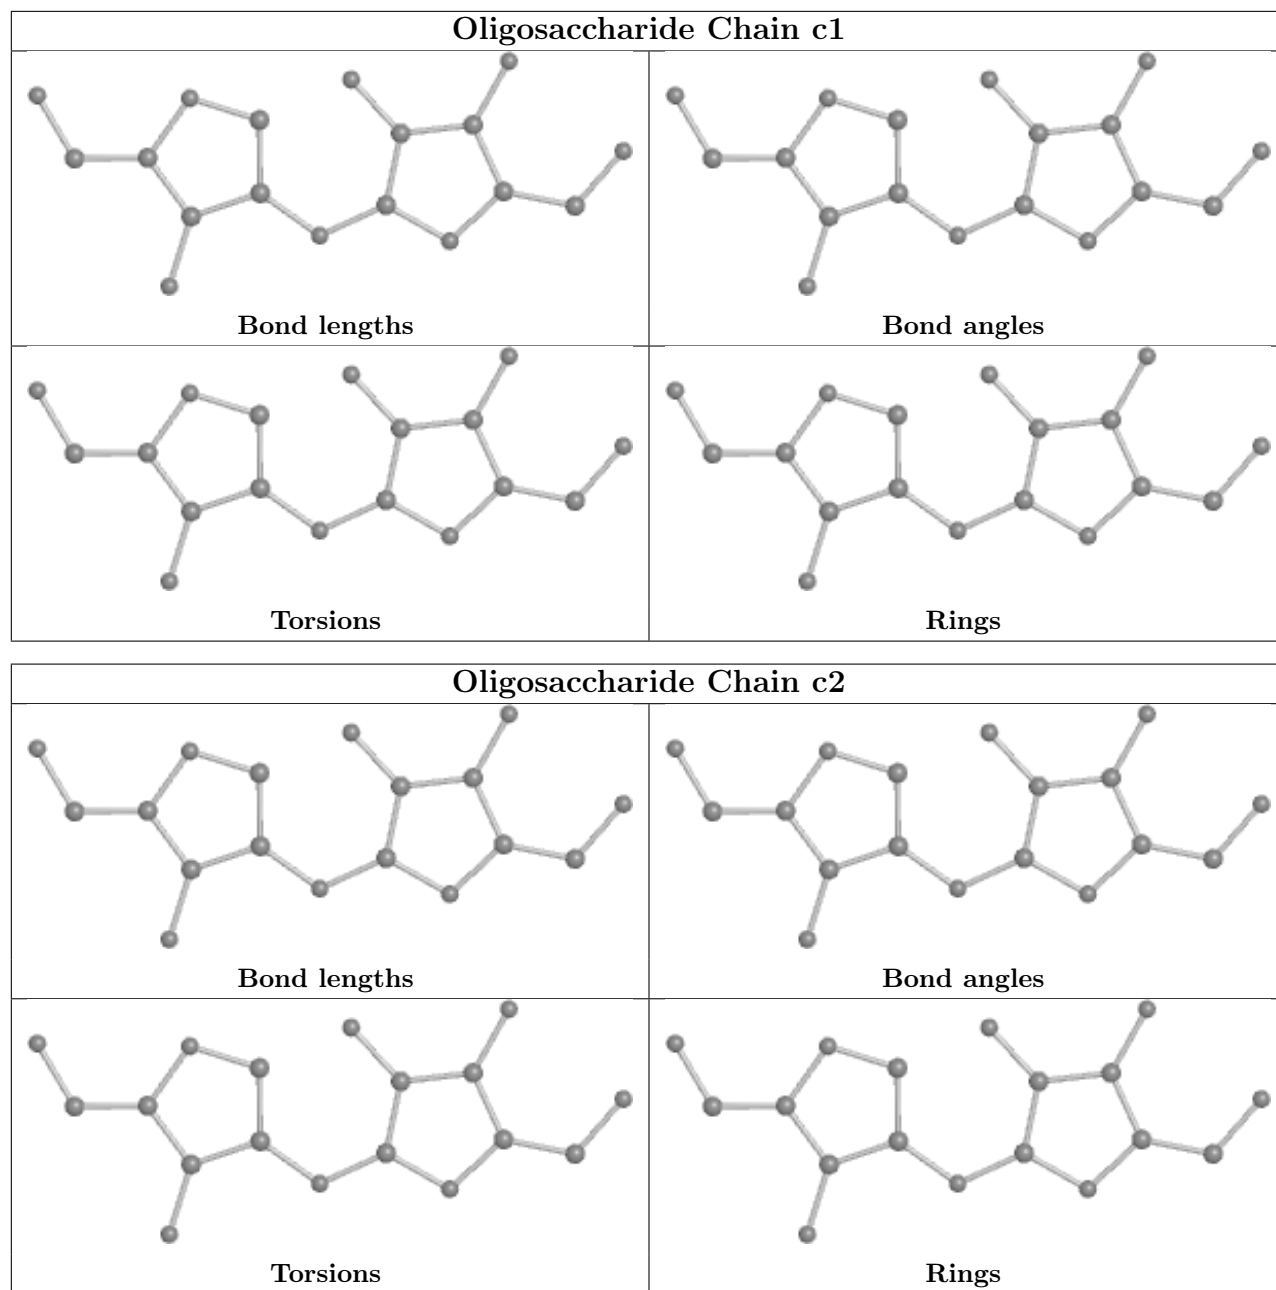 Oligosaccharide Chain c1
Bond lengths
Bond angles
Torsions
Rings
Oligosaccharide Chain c2
Bond lengths
Bond angles
Torsions
Rings